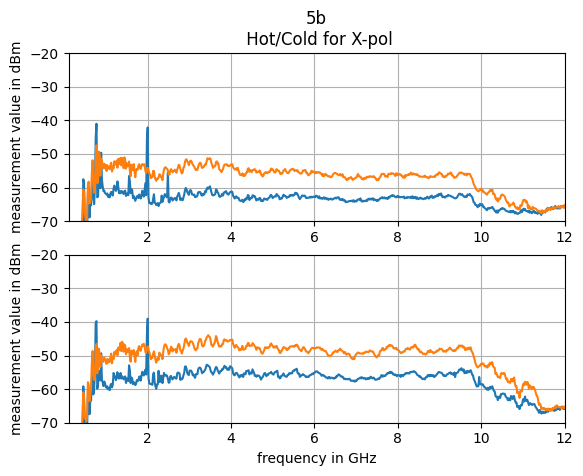 5b
Hot/Cold for X-pol
measurement value in dBm
−20
−30
−40
−50
−60
−70
2 4 6 8 10 12
measurement value in dBm
−20
−30
−40
−50
−60
−70
2 4 6 8 10 12
frequency in GHz